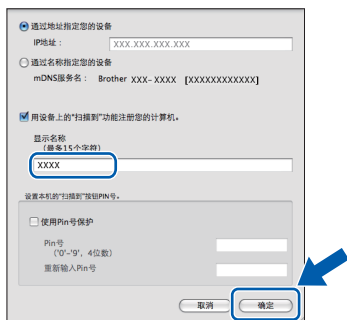 通过地址指定您的设备
IP地址： XXX.XXX.XXX.XXX
通过名称指定您的设备
mDNS服务名： Brother XXX-XXXX [XXXXXXXXXXXX]
用设备上的“扫描到”功能注册您的计算机。
显示名称
（最多15个字符）
XXXX
设置本机的“扫描到”按钮PIN号。
使用Pin号保护
Pin号
（'0'-'9'，4位数）
重新输入Pin号
取消 确定